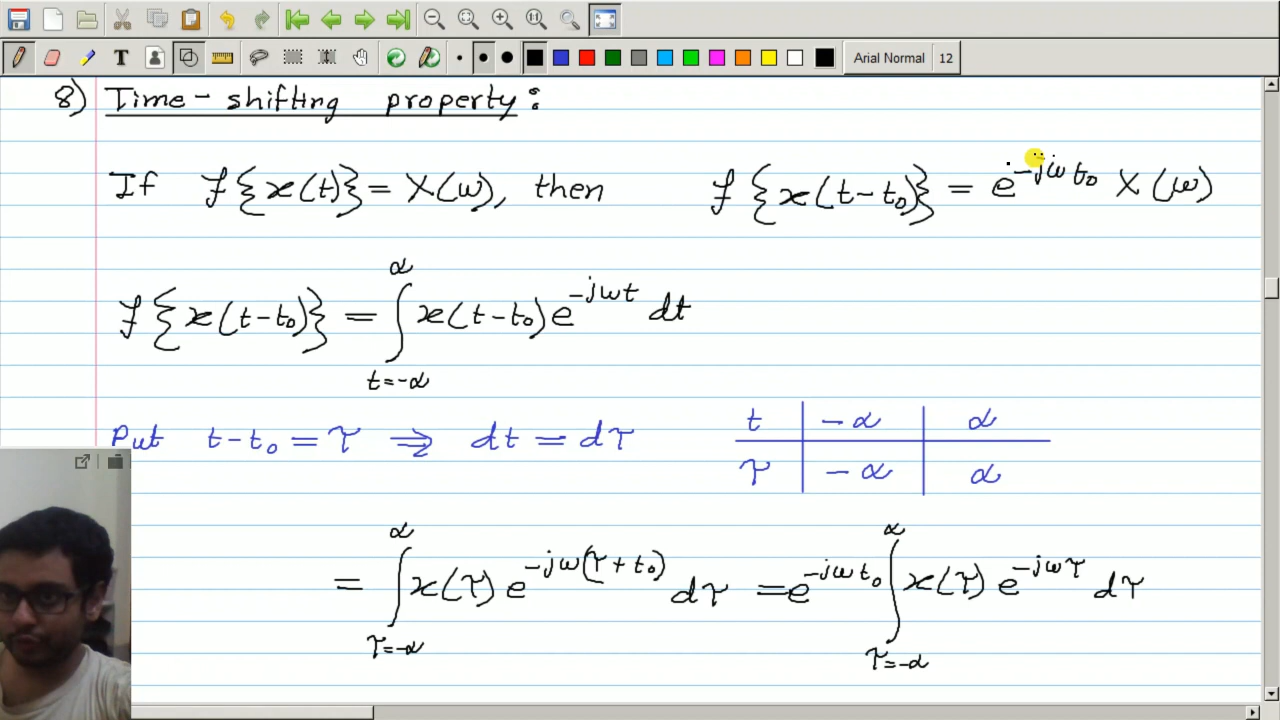 Arial Normal 12
8) Time-shifting property:
If ℱ{x(t)} = X(ω), then ℱ{x(t-t₀)} = e^{-jωt₀} X(ω)
α
ℱ{x(t-t₀)} = ∫ x(t-t₀) e^{-jωt} dt
t=-α
Put t-t₀ = τ ⇒ dt = dτ
t | -α | α
τ | -α | α
α α
= ∫ x(τ) e^{-jω(τ+t₀)} dτ = e^{-jωt₀} ∫ x(τ) e^{-jωτ} dτ
τ=-α τ=-α